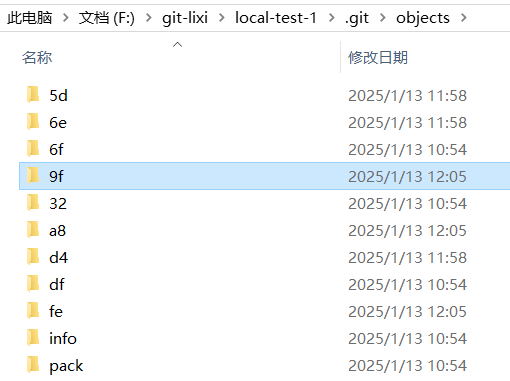 此电脑 > 文档 (F:) > git-lixi > local-test-1 > .git > objects >
名称 修改日期
5d 2025/1/13 11:58
6e 2025/1/13 11:58
6f 2025/1/13 10:54
9f 2025/1/13 12:05
32 2025/1/13 10:54
a8 2025/1/13 12:05
d4 2025/1/13 11:58
df 2025/1/13 10:54
fe 2025/1/13 12:05
info 2025/1/13 10:54
pack 2025/1/13 10:54